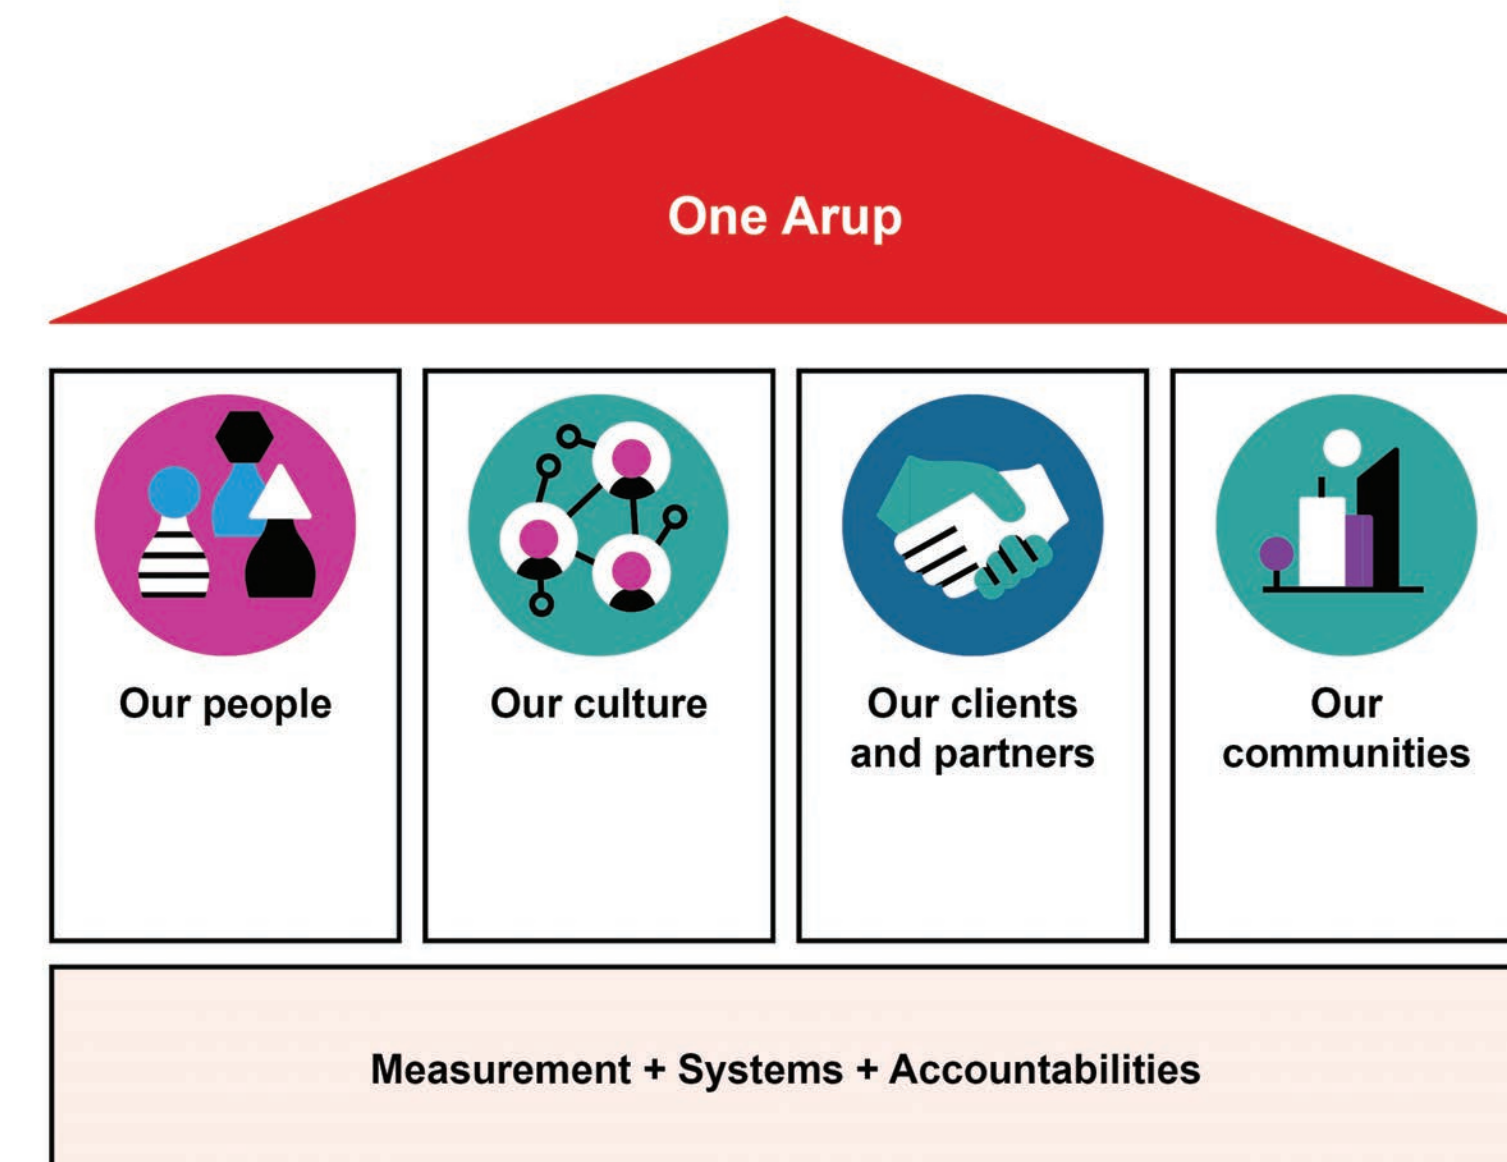 One Arup
Our people
Our culture
Our clients
and partners
Our
communities
Measurement + Systems + Accountabilities